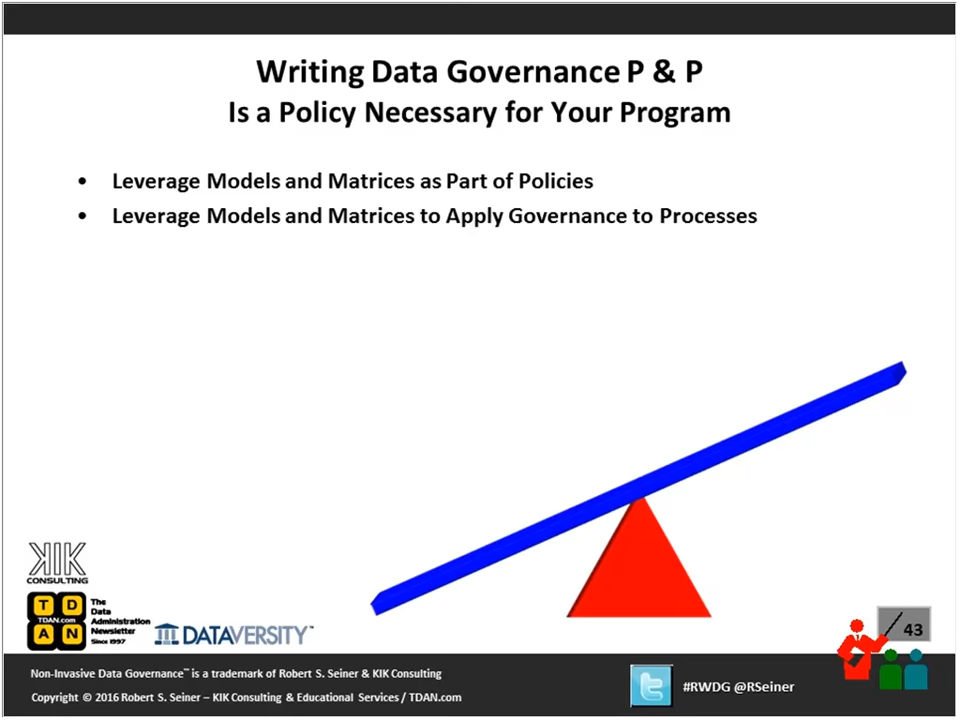 Writing Data Governance P & P
Is a Policy Necessary for Your Program
• Leverage Models and Matrices as Part of Policies
• Leverage Models and Matrices to Apply Governance to Processes
KIK
CONSULTING
T D
TDAN.com
A N
The
Data
Administration
Newsletter
Since 1997
DATAVERSITY™
43
Non-Invasive Data Governance™ is a trademark of Robert S. Seiner & KIK Consulting
Copyright © 2016 Robert S. Seiner – KIK Consulting & Educational Services / TDAN.com
#RWDG @RSeiner